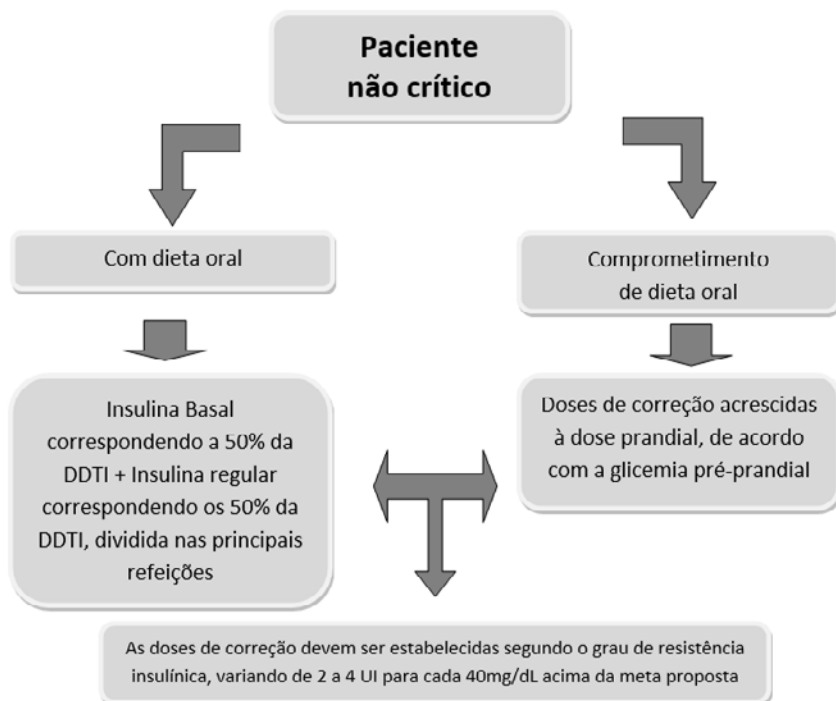 Paciente
não crítico
Com dieta oral
Comprometimento
de dieta oral
Insulina Basal
correspondendo a 50% da
DDTI + Insulina regular
correspondendo os 50% da
DDTI, dividida nas principais
refeições
Doses de correção acrescidas
à dose prandial, de acordo
com a glicemia pré-prandial
As doses de correção devem ser estabelecidas segundo o grau de resistência
insulínica, variando de 2 a 4 UI para cada 40mg/dL acima da meta proposta